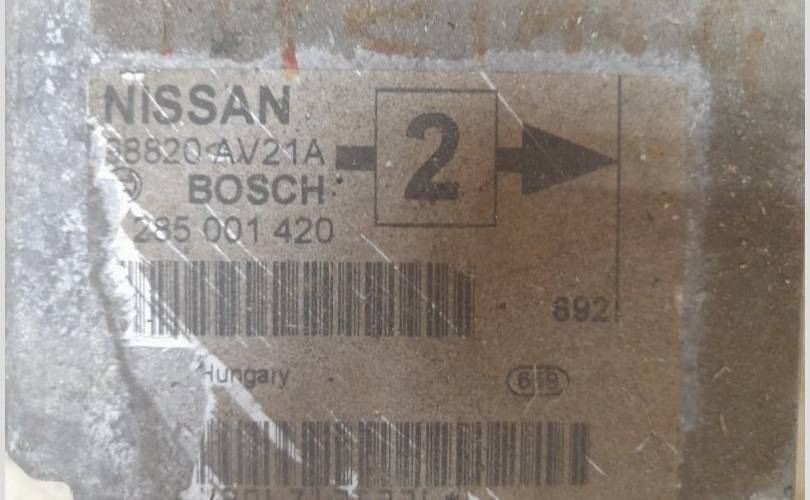 NISSAN
98820 AV21A
2
BOSCH
285 001 420
892
Hungary